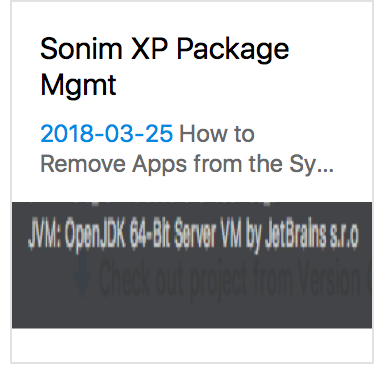 Sonim XP Package
Mgmt
2018-03-25 How to
Remove Apps from the Sy...
JVM: OpenJDK 64-Bit Server VM by JetBrains s.r.o
Check out project from Version